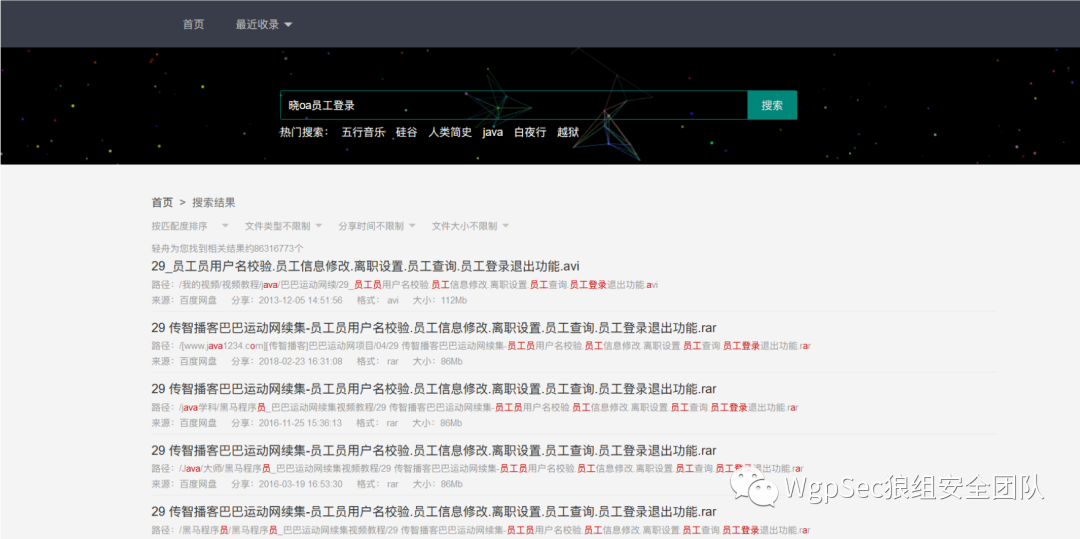 首页 最近收录
晓oa员工登录 搜索
热门搜索： 五行音乐 硅谷 人类简史 java 白夜行 越狱
首页 > 搜索结果
按匹配度排序 文件类型不限制 分享时间不限制 文件大小不限制
轻舟为您找到相关结果约86316773个
29_员工员用户名校验.员工信息修改.离职设置.员工查询.员工登录退出功能.avi
路径：/我的视频/视频教程/java/巴巴运动网续/29_员工员用户名校验.员工信息修改.离职设置.员工查询.员工登录退出功能.avi
来源：百度网盘 分享：2013-12-05 14:51:56 格式： avi 大小：112Mb
29 传智播客巴巴运动网续集-员工员用户名校验.员工信息修改.离职设置.员工查询.员工登录退出功能.rar
路径：/[www.java1234.com][传智播客]巴巴运动网项目/04/29 传智播客巴巴运动网续集-员工员用户名校验.员工信息修改.离职设置.员工查询.员工登录退出功能.rar
来源：百度网盘 分享：2018-02-23 16:31:08 格式： rar 大小：86Mb
29 传智播客巴巴运动网续集-员工员用户名校验.员工信息修改.离职设置.员工查询.员工登录退出功能.rar
路径：/java学科/黑马程序员_巴巴运动网续集视频教程/29 传智播客巴巴运动网续集-员工员用户名校验.员工信息修改.离职设置.员工查询.员工登录退出功能.rar
来源：百度网盘 分享：2016-11-25 15:36:13 格式： rar 大小：86Mb
29 传智播客巴巴运动网续集-员工员用户名校验.员工信息修改.离职设置.员工查询.员工登录退出功能.rar
路径：/Java/大师/黑马程序员_巴巴运动网续集视频教程/29 传智播客巴巴运动网续集-员工员用户名校验.员工信息修改.离职设置.员工查询.员工登录退出功能.rar
来源：百度网盘 分享：2016-03-19 16:53:30 格式： rar 大小：86Mb
WgpSec狼组安全团队
29 传智播客巴巴运动网续集-员工员用户名校验.员工信息修改.离职设置.员工查询.员工登录退出功能.rar
路径：/黑马程序员/黑马程序员_巴巴运动网续集视频教程/29 传智播客巴巴运动网续集-员工员用户名校验.员工信息修改.离职设置.员工查询.员工登录退出功能.rar